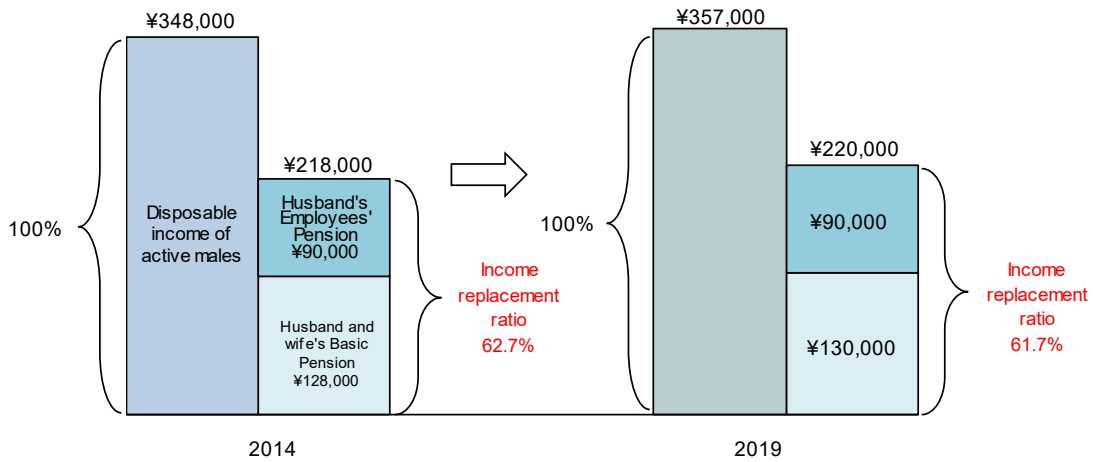 ¥348,000
100%
Disposable
income of
active males
¥218,000
Husband's
Employees'
Pension
¥90,000
Husband and
wife's Basic
Pension
¥128,000
Income
replacement
ratio
62.7%
2014
¥357,000
100%
¥220,000
¥90,000
¥130,000
Income
replacement
ratio
61.7%
2019